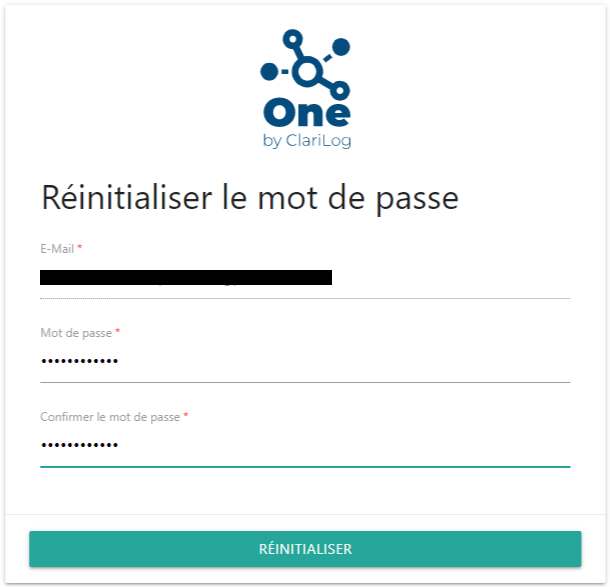 One
by ClariLog
Réinitialiser le mot de passe
E-Mail *
Mot de passe *
••••••••••••
Confirmer le mot de passe *
••••••••••••
RÉINITIALISER